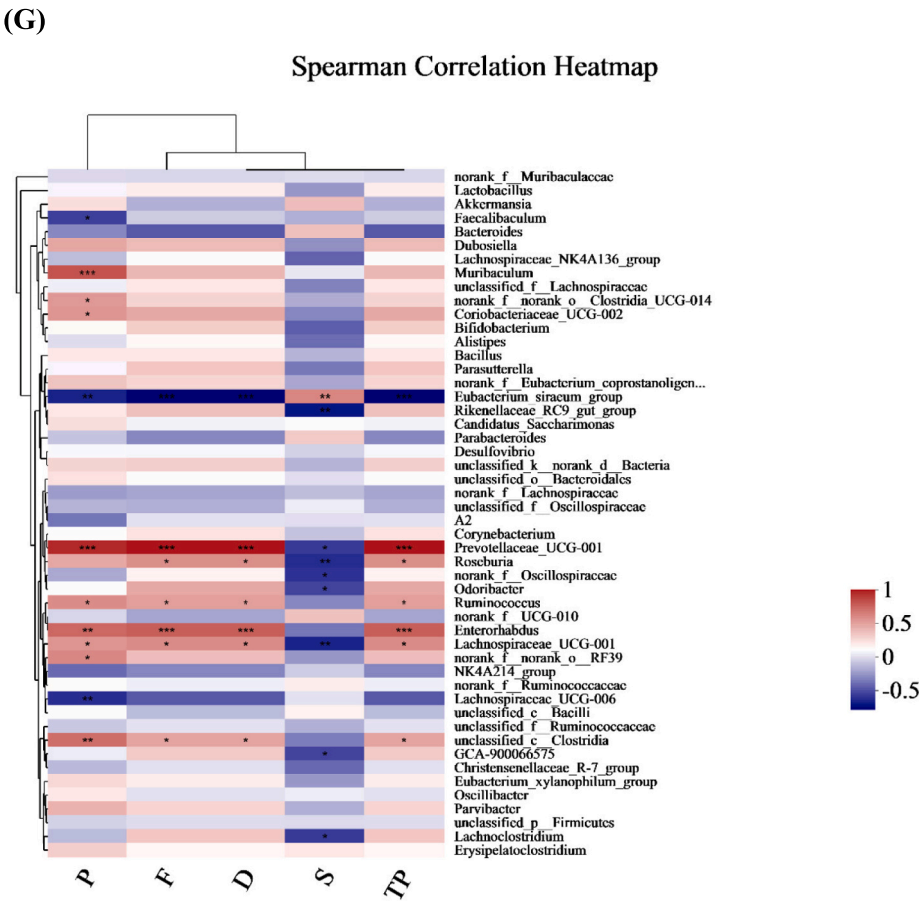 (G)
Spearman Correlation Heatmap
norank_f__Muribaculaceae
Lactobacillus
Akkermansia
* Faecalibaculum
Bacteroides
Dubosiella
Lachnospiraceae_NK4A136_group
*** Muribaculum
unclassified_f__Lachnospiraceae
* norank_f__norank_o__Clostridia_UCG-014
* Coriobacteriaceae_UCG-002
Bifidobacterium
Alistipes
Bacillus
Parasutterella
norank_f__Eubacterium_coprostanoligen...
** *** *** ** *** Eubacterium_siraeum_group
** Rikenellaceae_RC9_gut_group
Candidatus_Saccharimonas
Parabacteroides
Desulfovibrio
unclassified_k__norank_d__Bacteria
unclassified_o__Bacteroidales
norank_f__Lachnospiraceae
unclassified_f__Oscillospiraceae
A2
Corynebacterium
*** *** *** * *** Prevotellaceae_UCG-001
* * ** * Roseburia
* norank_f__Oscillospiraceae
* Odoribacter
* * * * Ruminococcus
norank_f__UCG-010
** *** *** *** Enterorhabdus
* * * ** * Lachnospiraceae_UCG-001
* norank_f__norank_o__RF39
NK4A214_group
norank_f__Ruminococcaceae
** Lachnospiraceae_UCG-006
unclassified_c__Bacilli
unclassified_f__Ruminococcaceae
** * * * unclassified_c__Clostridia
* GCA-900066575
Christensenellaceae_R-7_group
Eubacterium_xylanophilum_group
Oscillibacter
Parvibacter
unclassified_p__Firmicutes
* Lachnoclostridium
Erysipelatoclostridium
P F D S TP
1
0.5
0
-0.5